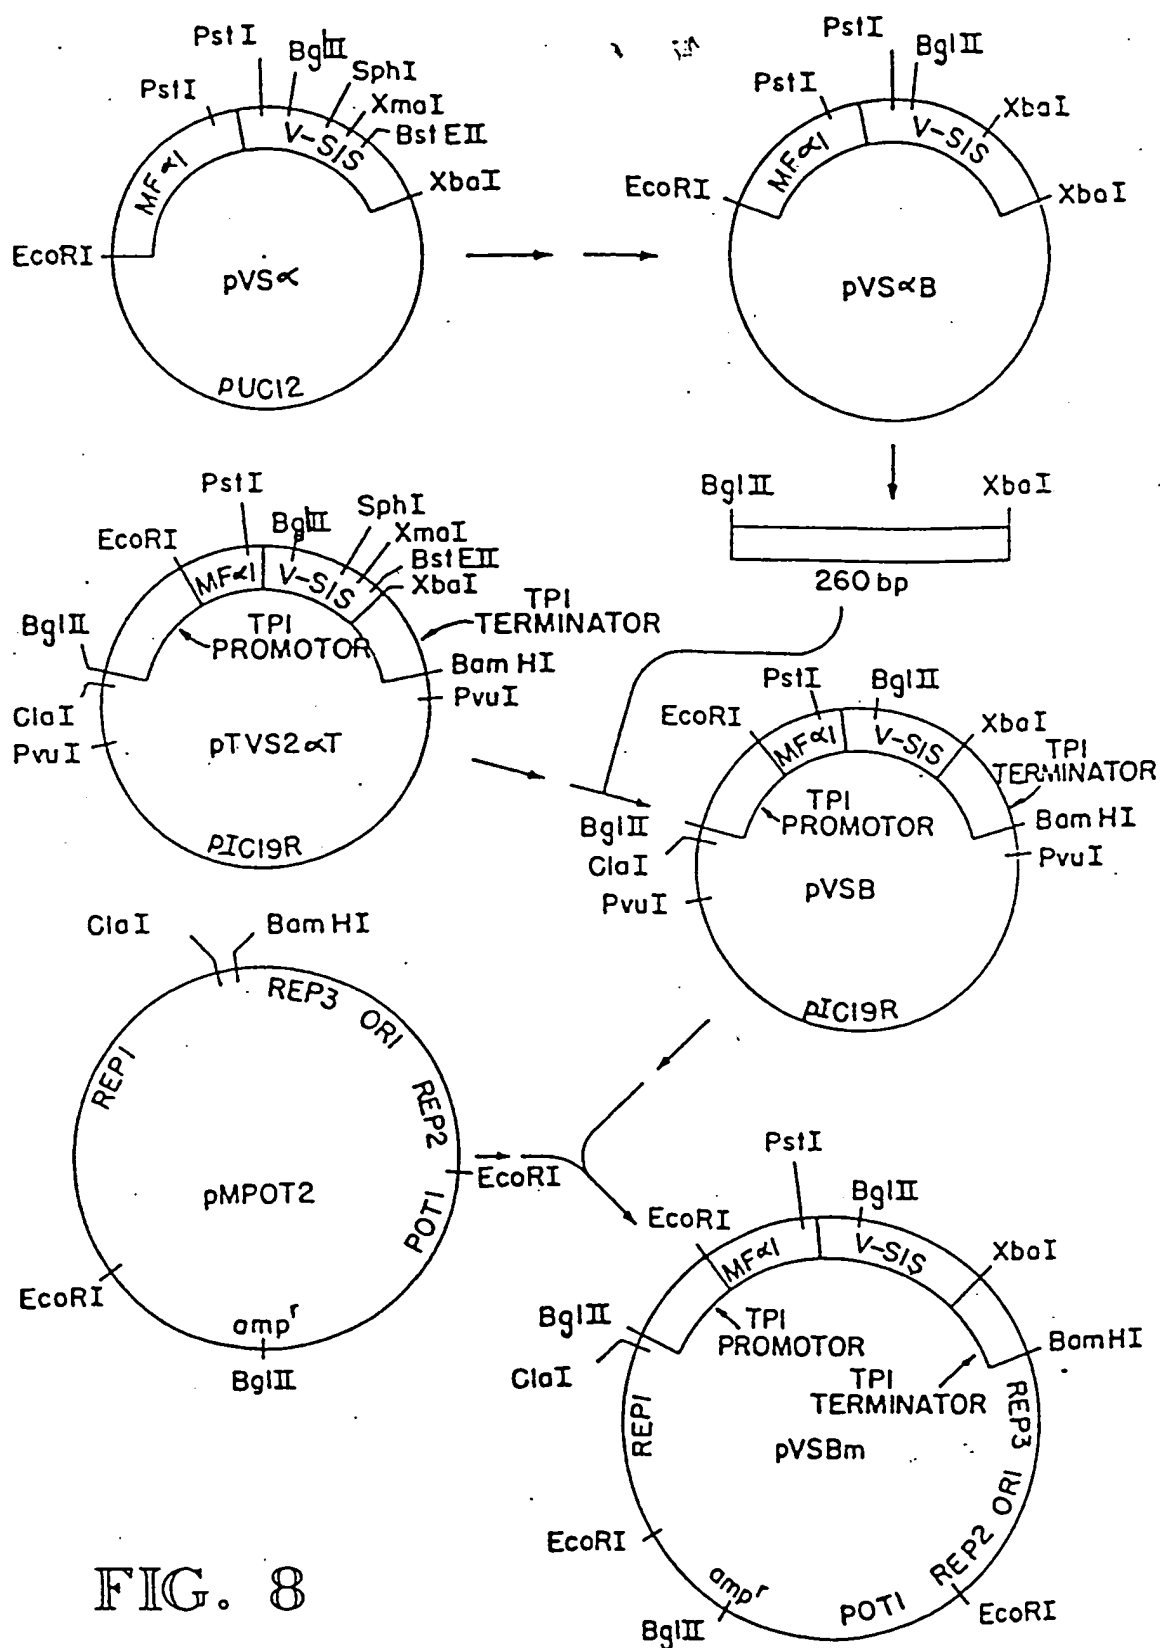 PstI
PstI
BglII
SphI
XmaI
BstEII
XbaI
MFα1
V-SIS
EcoRI
pVSα
pUC12
PstI
PstI
BglII
XbaI
XbaI
MFα1
V-SIS
EcoRI
pVSαB
BglII
XbaI
260 bp
PstI
EcoRI
BglII
SphI
XmaI
BstEII
XbaI
MFα1
V-SIS
BglII
TPI
PROMOTOR
TPI
TERMINATOR
BamHI
PvuI
ClaI
PvuI
pTVS2αT
pIC19R
PstI
BglII
EcoRI
XbaI
MFα1
V-SIS
TPI
TERMINATOR
TPI
PROMOTOR
BglII
BamHI
ClaI
PvuI
PvuI
pVSB
pIC19R
ClaI
BamHI
REP3
ORI
REP1
REP2
EcoRI
pMPOT2
POT1
EcoRI
ampr
BglII
PstI
BglII
EcoRI
XbaI
MFα1
V-SIS
BglII
TPI
PROMOTOR
BamHI
ClaI
TPI
TERMINATOR
REP1
REP3
pVSBm
ORI
EcoRI
REP2
ampr
POT1
EcoRI
BglII
FIG. 8